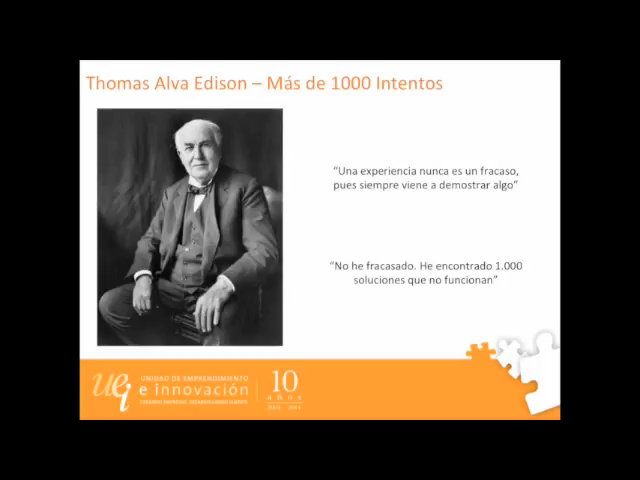 Thomas Alva Edison – Más de 1000 Intentos
“Una experiencia nunca es un fracaso,
pues siempre viene a demostrar algo”
“No he fracasado. He encontrado 1.000
soluciones que no funcionan”
uei
UNIDAD DE EMPRENDIMIENTO
e innovación
10
años